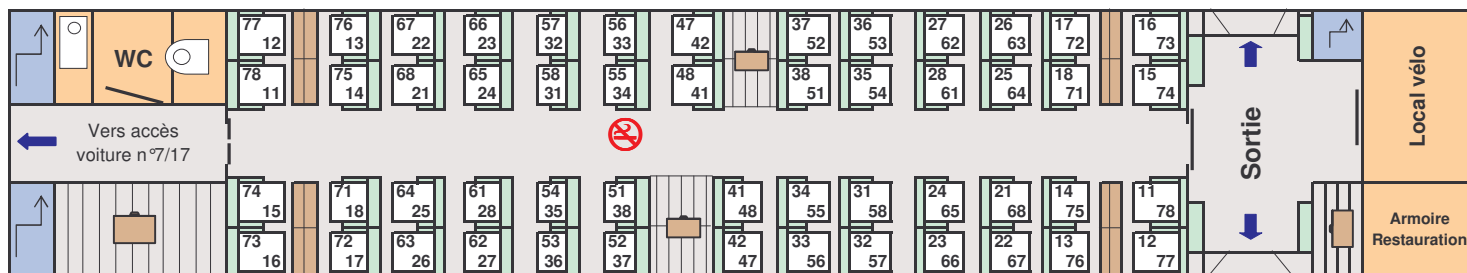 77 76 67 66 57 56 47 37 36 27 26 17 16
12 13 22 23 32 33 42 52 53 62 63 72 73
WC
78 75 68 65 58 55 48 38 35 28 25 18 15
11 14 21 24 31 34 41 51 54 61 64 71 74
Vers accès
voiture n°7/17
Sortie
Local vélo
74 71 64 61 54 51 41 34 31 24 21 14 11
15 18 25 28 35 38 48 55 58 65 68 75 78
73 72 63 62 53 52 42 33 32 23 22 13 12
16 17 26 27 36 37 47 56 57 66 67 76 77
Armoire
Restauration